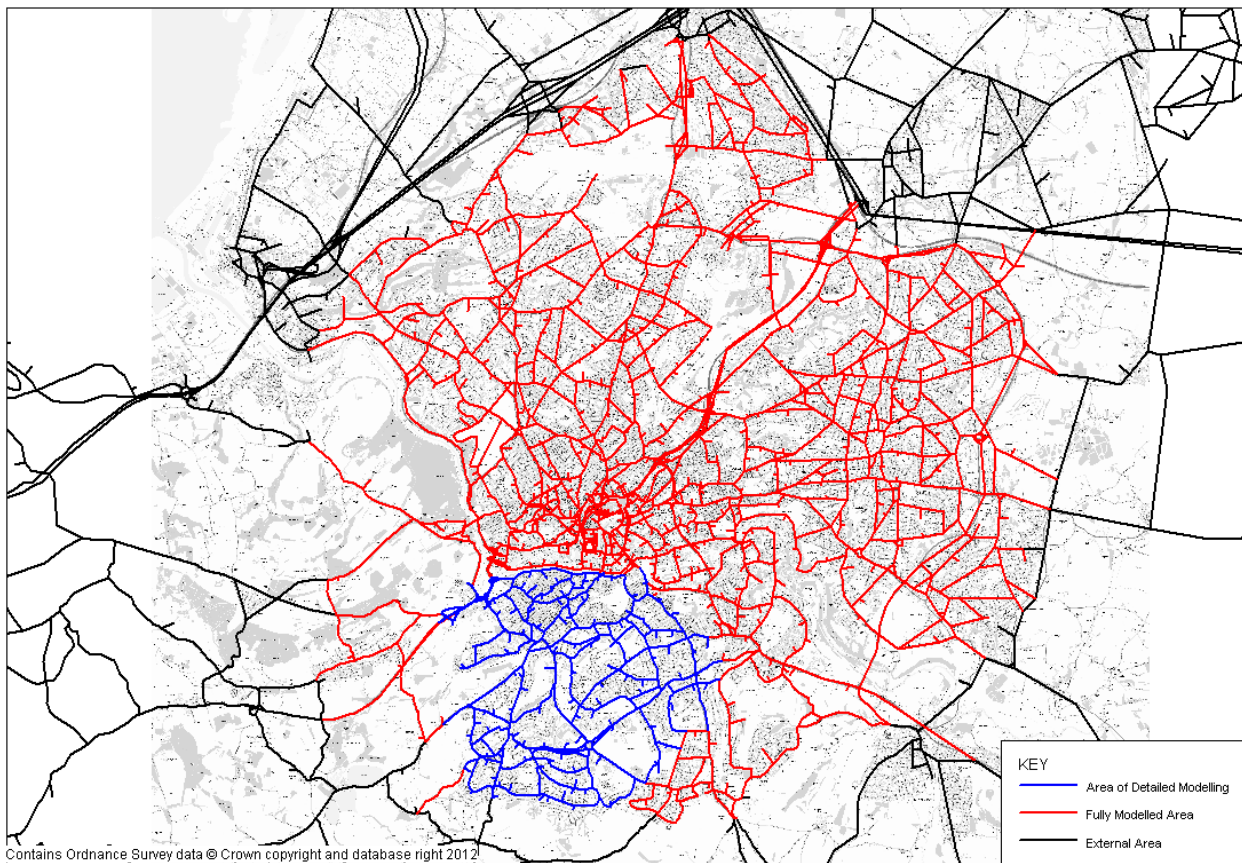 KEY
Area of Detailed Modelling
Fully Modelled Area
External Area
Contains Ordnance Survey data © Crown copyright and database right 2012